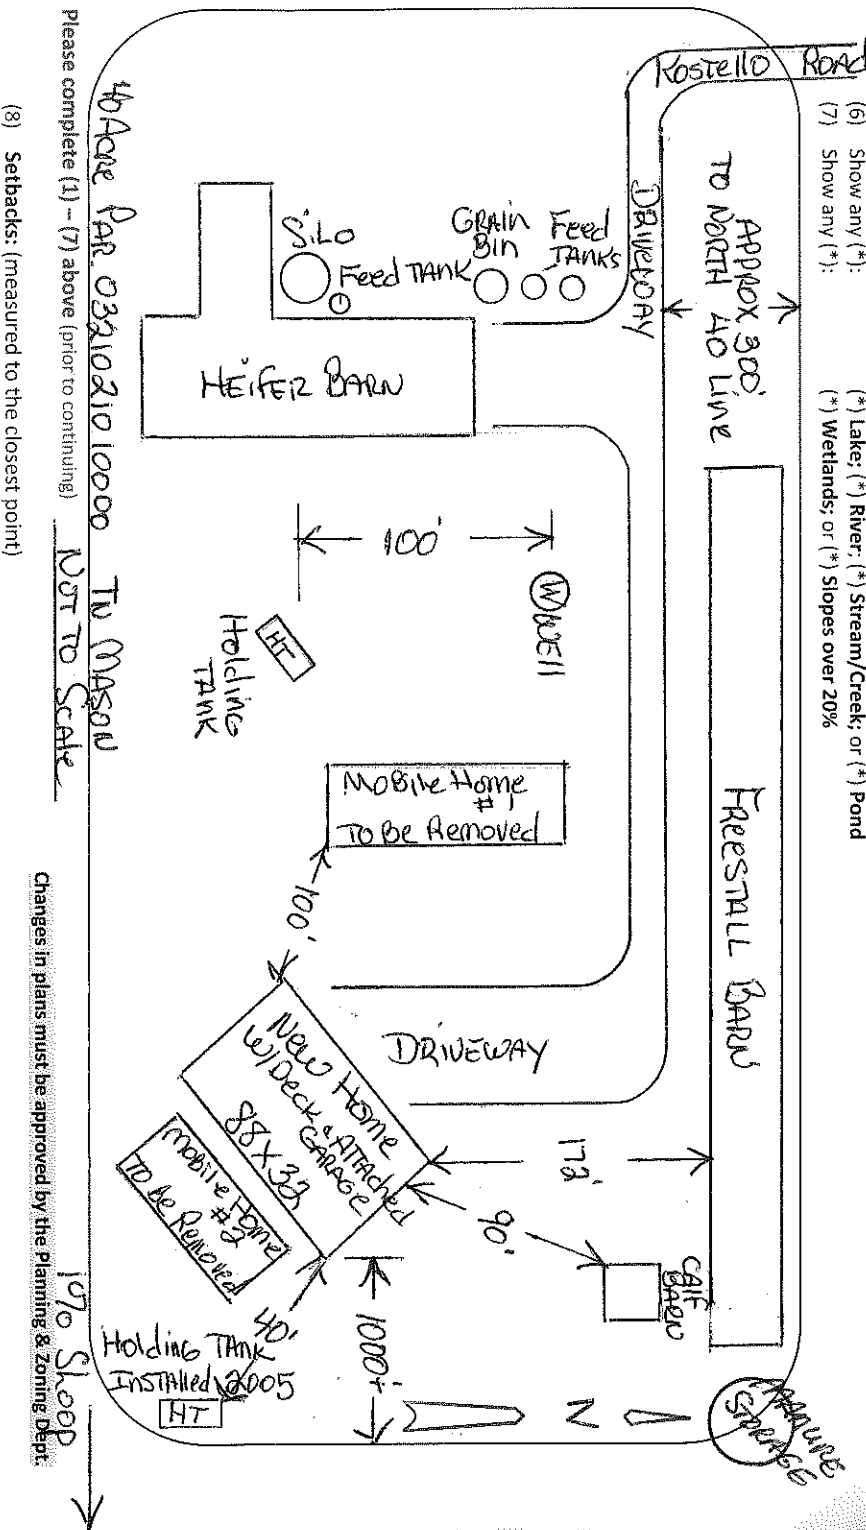 (6) Show any (*): (*) Lake; (*) River; (*) Stream/Creek; or (*) Pond
(7) Show any (*): (*) Wetlands; or (*) Slopes over 20%
KOSTEllO ROAD
APPROX 300'
TO NORTH 40 LiNE
DRIVEWAY
SiLO
Feed TANK
GRAiN
BiN
Feed
TANKS
HEiFER BARN
FREESTALL BARN
100'
W WEll
HT
Holding
TANK
MOBile Home
#1
TO Be Removed
100'
DRIVEWAY
New Home
W/Deck & ATTAched
GARAGE
88 X 32
MOBile Home
#2
TO Be Removed
172'
90'
CAlF
BARN
40'
1000'+
Holding TANK
INSTAlled 2005
HT
N
MANURE
STORAGE
40 ACRE PAR. 03210210 10000 TN MASON
Please complete (1) – (7) above (prior to continuing)
NOT TO SCAle
(8) Setbacks: (measured to the closest point)
Changes in plans must be approved by the Planning & Zoning Dept.